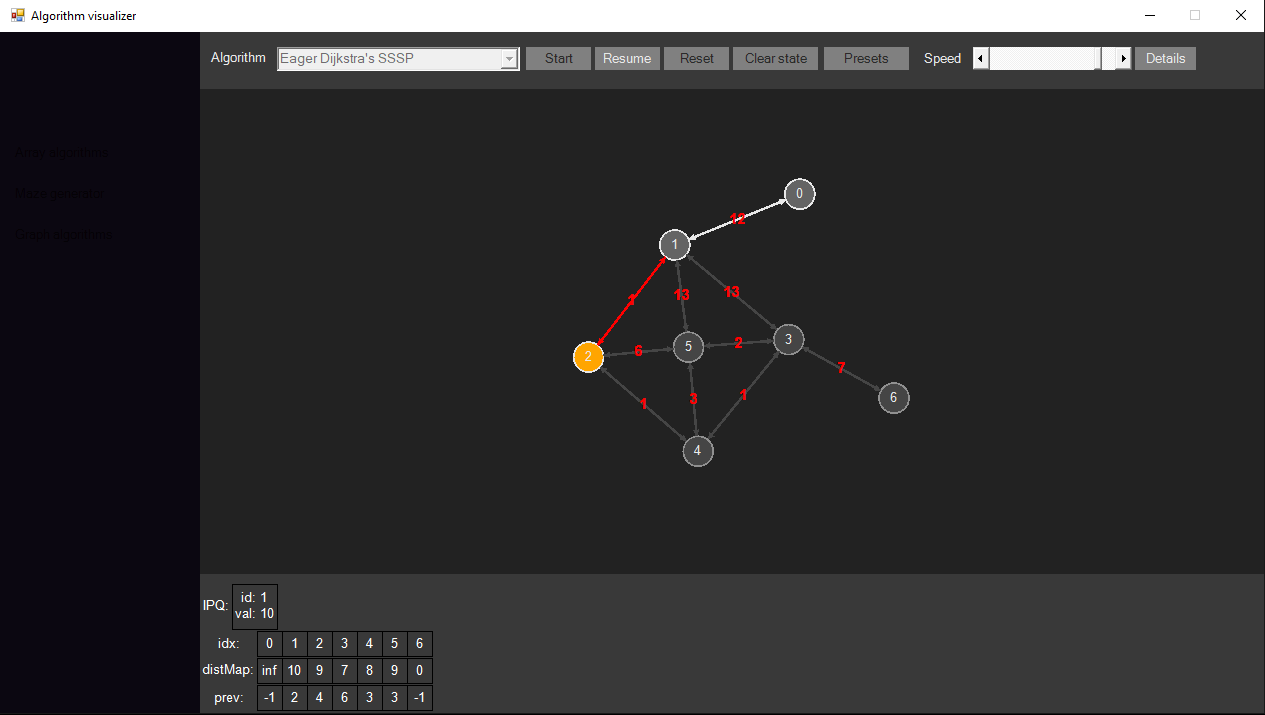 Algorithm visualizer
Algorithm Eager Dijkstra's SSSP Start Resume Reset Clear state Presets Speed Details
Array algorithms
Maze generator
Graph algorithms
0
12
1
1 13 13
2 6 5 2 3
7
1 3 1 6
4
IPQ: id: 1
val: 10
idx: 0 1 2 3 4 5 6
distMap: inf 10 9 7 8 9 0
prev: -1 2 4 6 3 3 -1